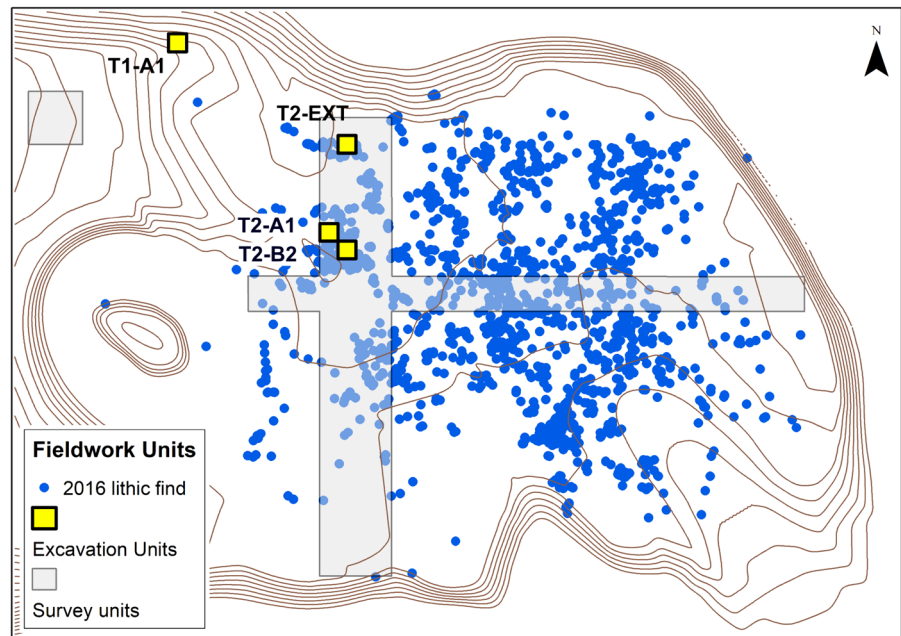 N
T1-A1
T2-EXT
T2-A1
T2-B2
Fieldwork Units
2016 lithic find
Excavation Units
Survey units